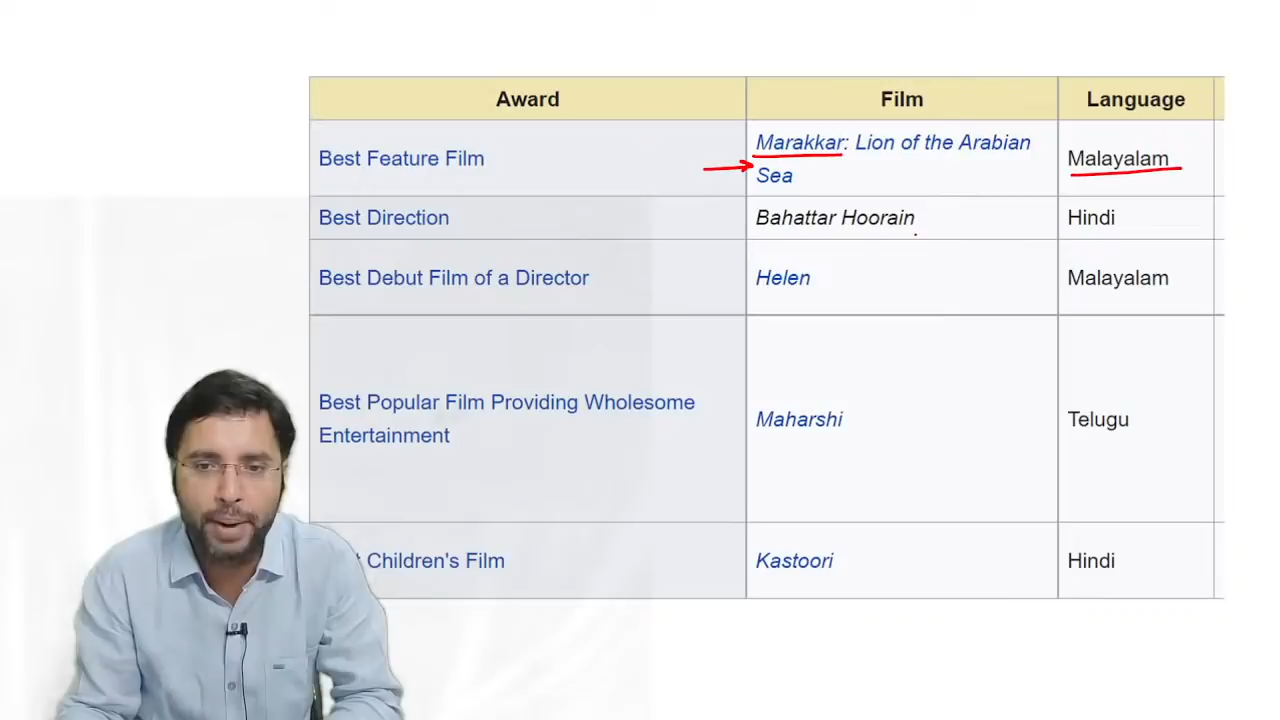 Award Film Language
Best Feature Film Marakkar: Lion of the Arabian Sea Malayalam
Best Direction Bahattar Hoorain Hindi
Best Debut Film of a Director Helen Malayalam
Best Popular Film Providing Wholesome Entertainment Maharshi Telugu
Children's Film Kastoori Hindi